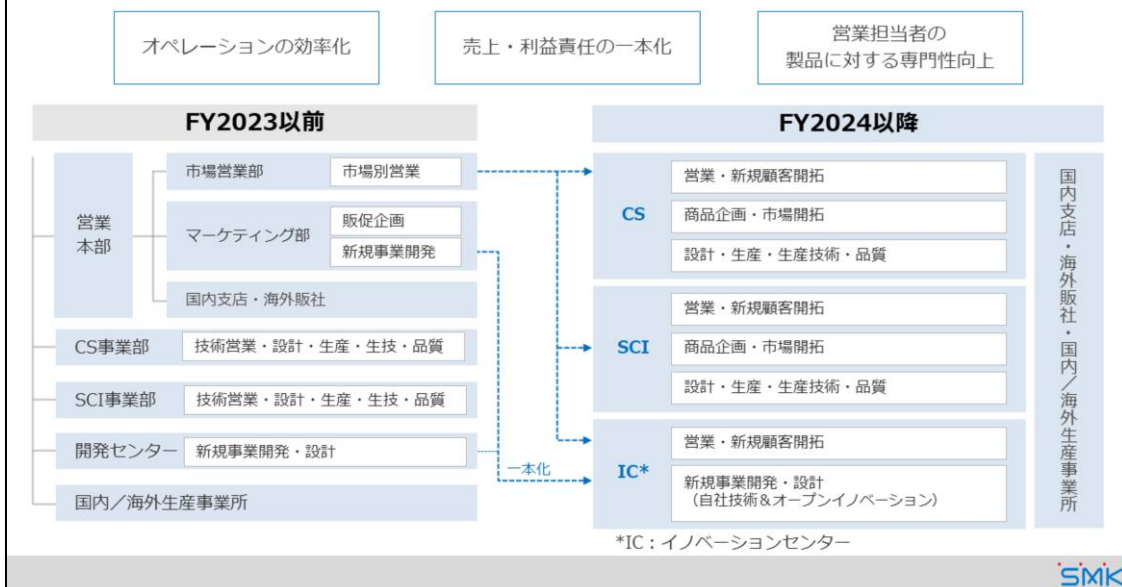 オペレーションの効率化
売上・利益責任の一本化
営業担当者の
製品に対する専門性向上
FY2023以前
営業
本部
市場営業部
市場別営業
マーケティング部
販促企画
新規事業開発
国内支店・海外販社
CS事業部
技術営業・設計・生産・生技・品質
SCI事業部
技術営業・設計・生産・生技・品質
開発センター
新規事業開発・設計
国内／海外生産事業所
一本化
FY2024以降
CS
営業・新規顧客開拓
商品企画・市場開拓
設計・生産・生産技術・品質
SCI
営業・新規顧客開拓
商品企画・市場開拓
設計・生産・生産技術・品質
IC*
営業・新規顧客開拓
新規事業開発・設計
（自社技術&オープンイノベーション）
国内支店・海外販社・国内／海外生産事業所
*IC：イノベーションセンター
SMK